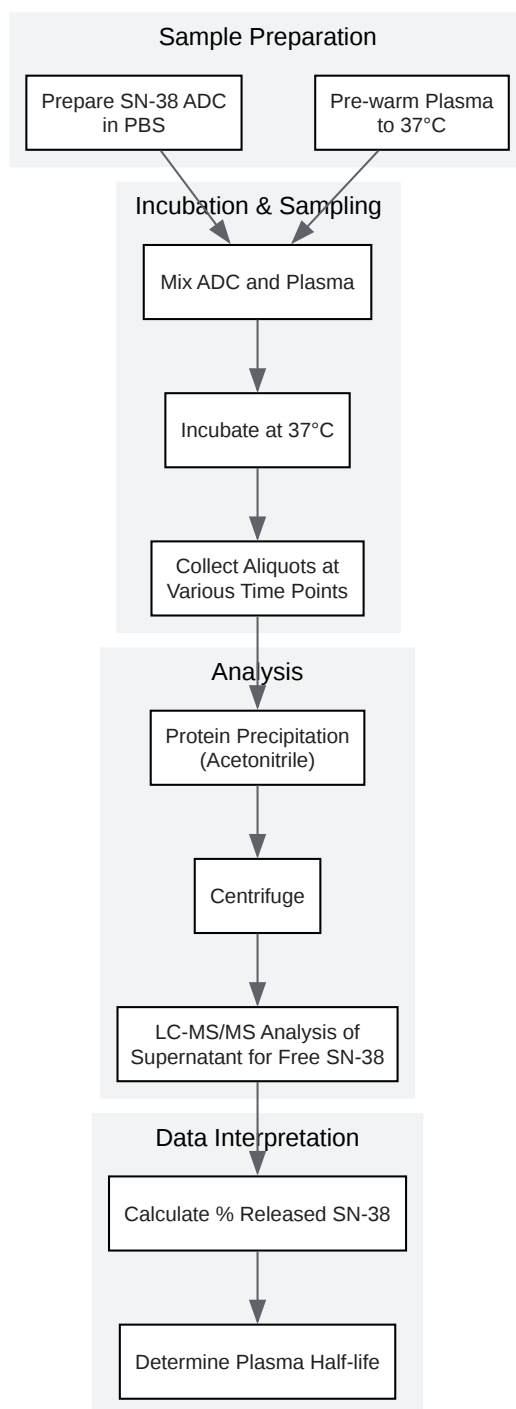 Sample Preparation
Prepare SN-38 ADC
in PBS
Pre-warm Plasma
to 37°C
Incubation & Sampling
Mix ADC and Plasma
Incubate at 37°C
Collect Aliquots at
Various Time Points
Analysis
Protein Precipitation
(Acetonitrile)
Centrifuge
LC-MS/MS Analysis of
Supernatant for Free SN-38
Data Interpretation
Calculate % Released SN-38
Determine Plasma Half-life